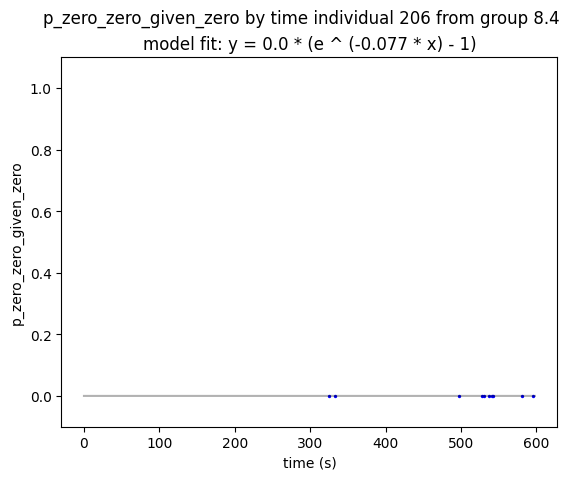 p_zero_zero_given_zero by time individual 206 from group 8.4
model fit: y = 0.0 * (e ^ (-0.077 * x) - 1)
1.0
0.8
0.6
0.4
0.2
0.0
p_zero_zero_given_zero
0 100 200 300 400 500 600
time (s)